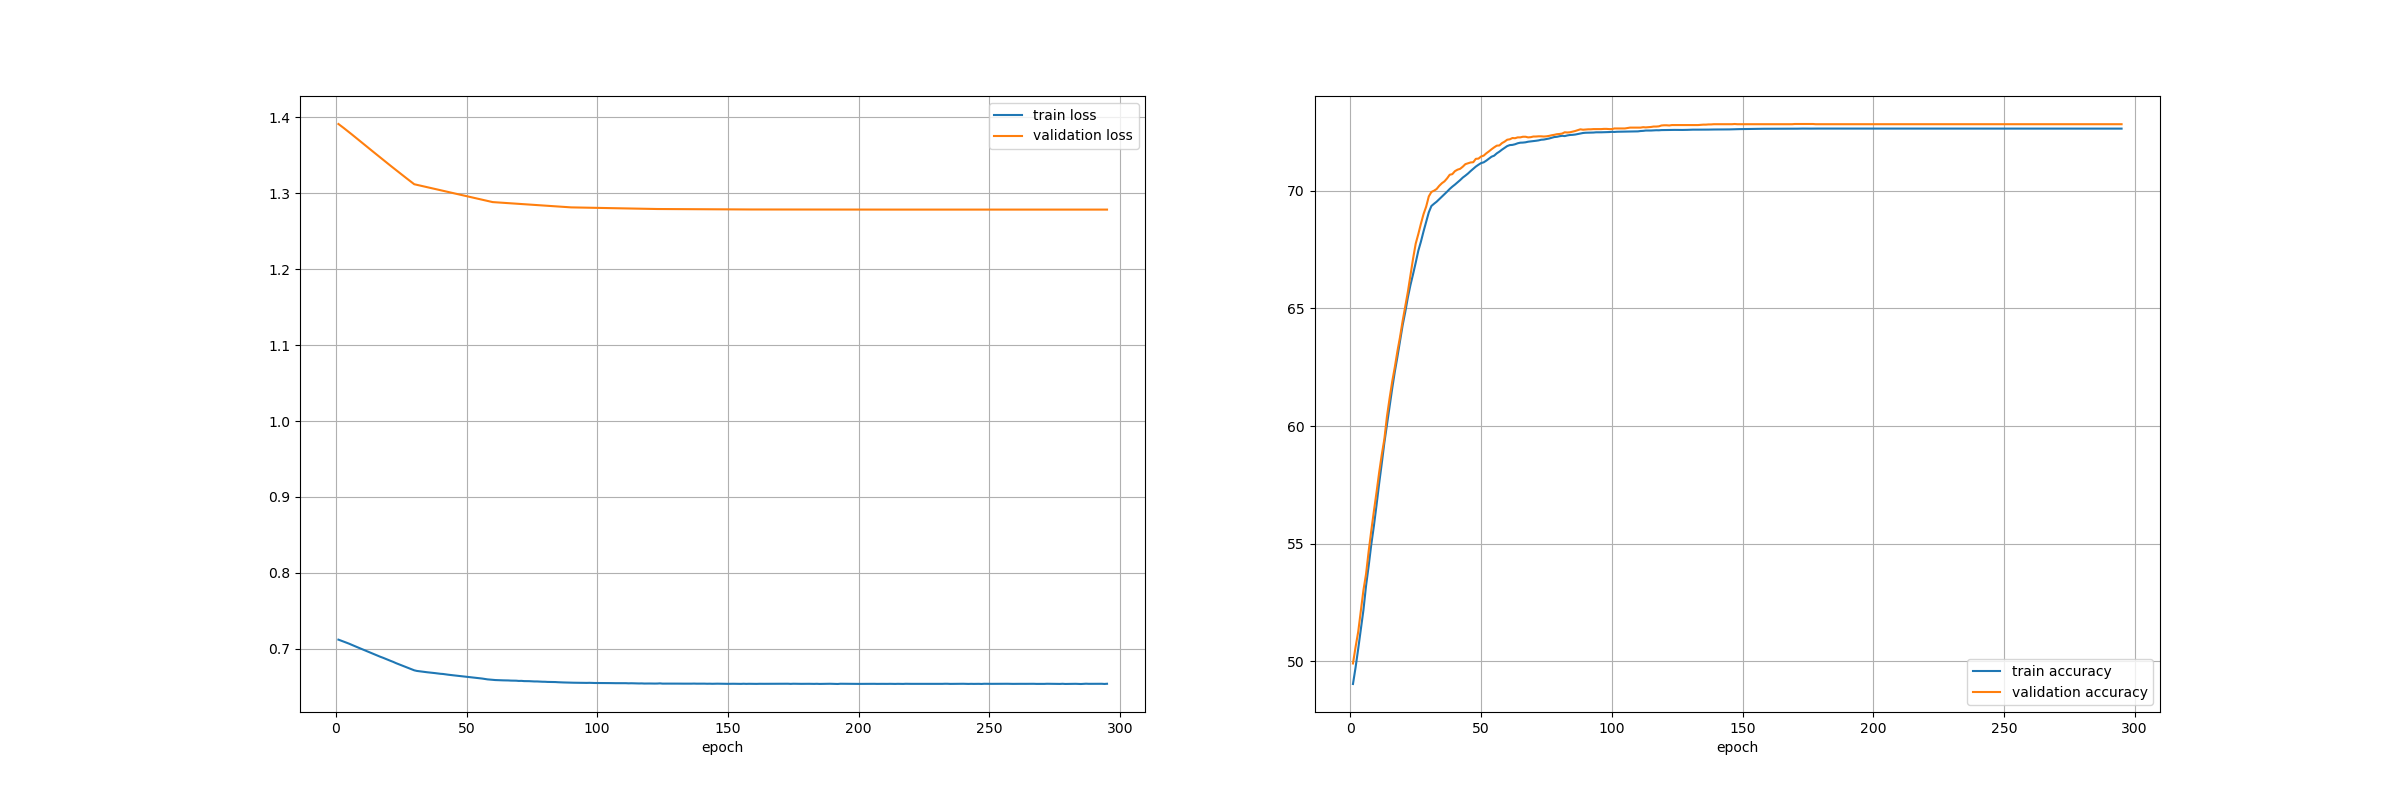 1.4
1.3
1.2
1.1
1.0
0.9
0.8
0.7
0 50 100 150 200 250 300
epoch
train loss
validation loss
70
65
60
55
50
0 50 100 150 200 250 300
epoch
train accuracy
validation accuracy